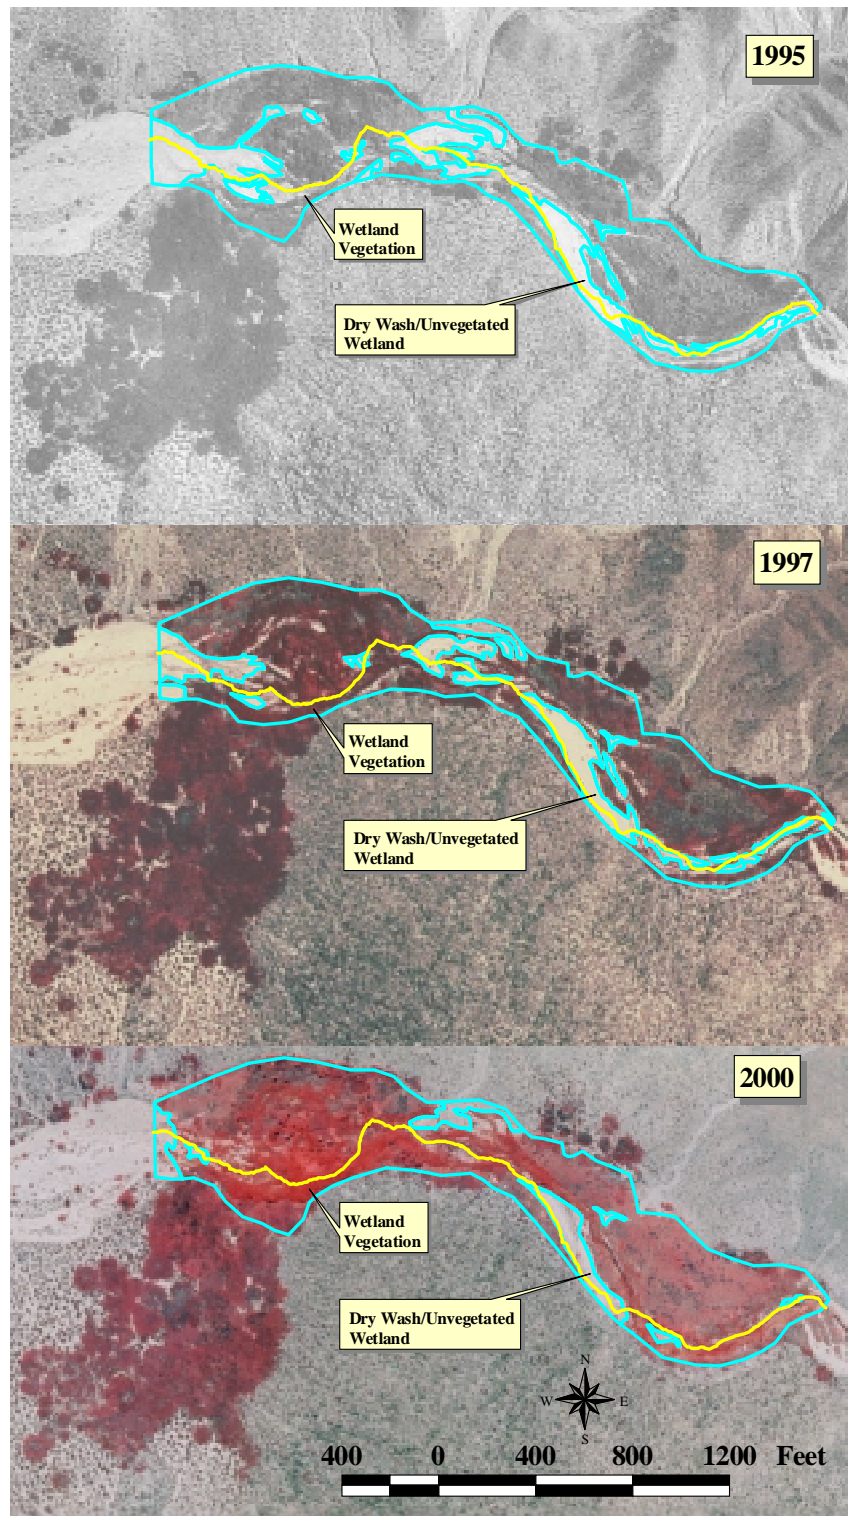 1995
Wetland
Vegetation
Dry Wash/Unvegetated
Wetland
1997
Wetland
Vegetation
Dry Wash/Unvegetated
Wetland
2000
Wetland
Vegetation
Dry Wash/Unvegetated
Wetland
N
W E
S
400 0 400 800 1200 Feet